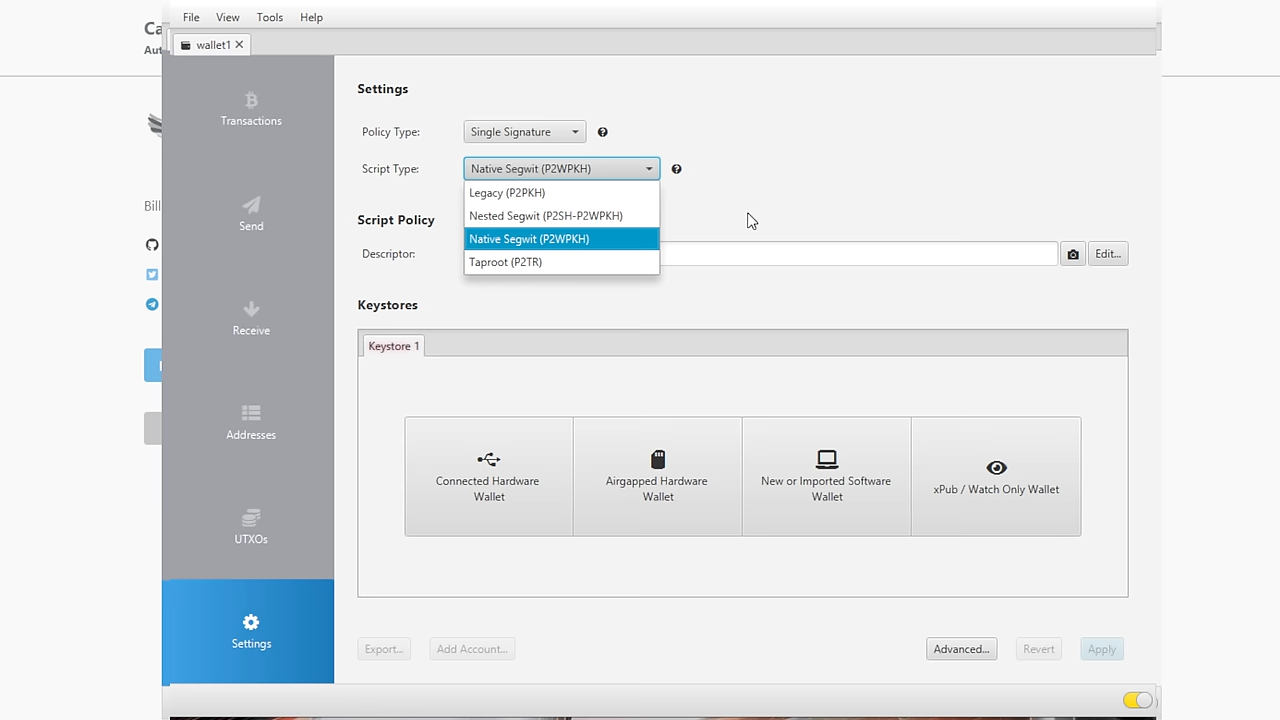 File View Tools Help
Ca
Aut
wallet1
Settings
Transactions
Policy Type: Single Signature
Script Type: Native Segwit (P2WPKH)
Legacy (P2PKH)
Nested Segwit (P2SH-P2WPKH)
Native Segwit (P2WPKH)
Taproot (P2TR)
Bill
Send
Script Policy
Descriptor: Edit...
Receive
Keystores
Keystore 1
Addresses
Connected Hardware
Wallet
Airgapped Hardware
Wallet
New or Imported Software
Wallet
xPub / Watch Only Wallet
UTXOs
Settings
Export... Add Account... Advanced... Revert Apply